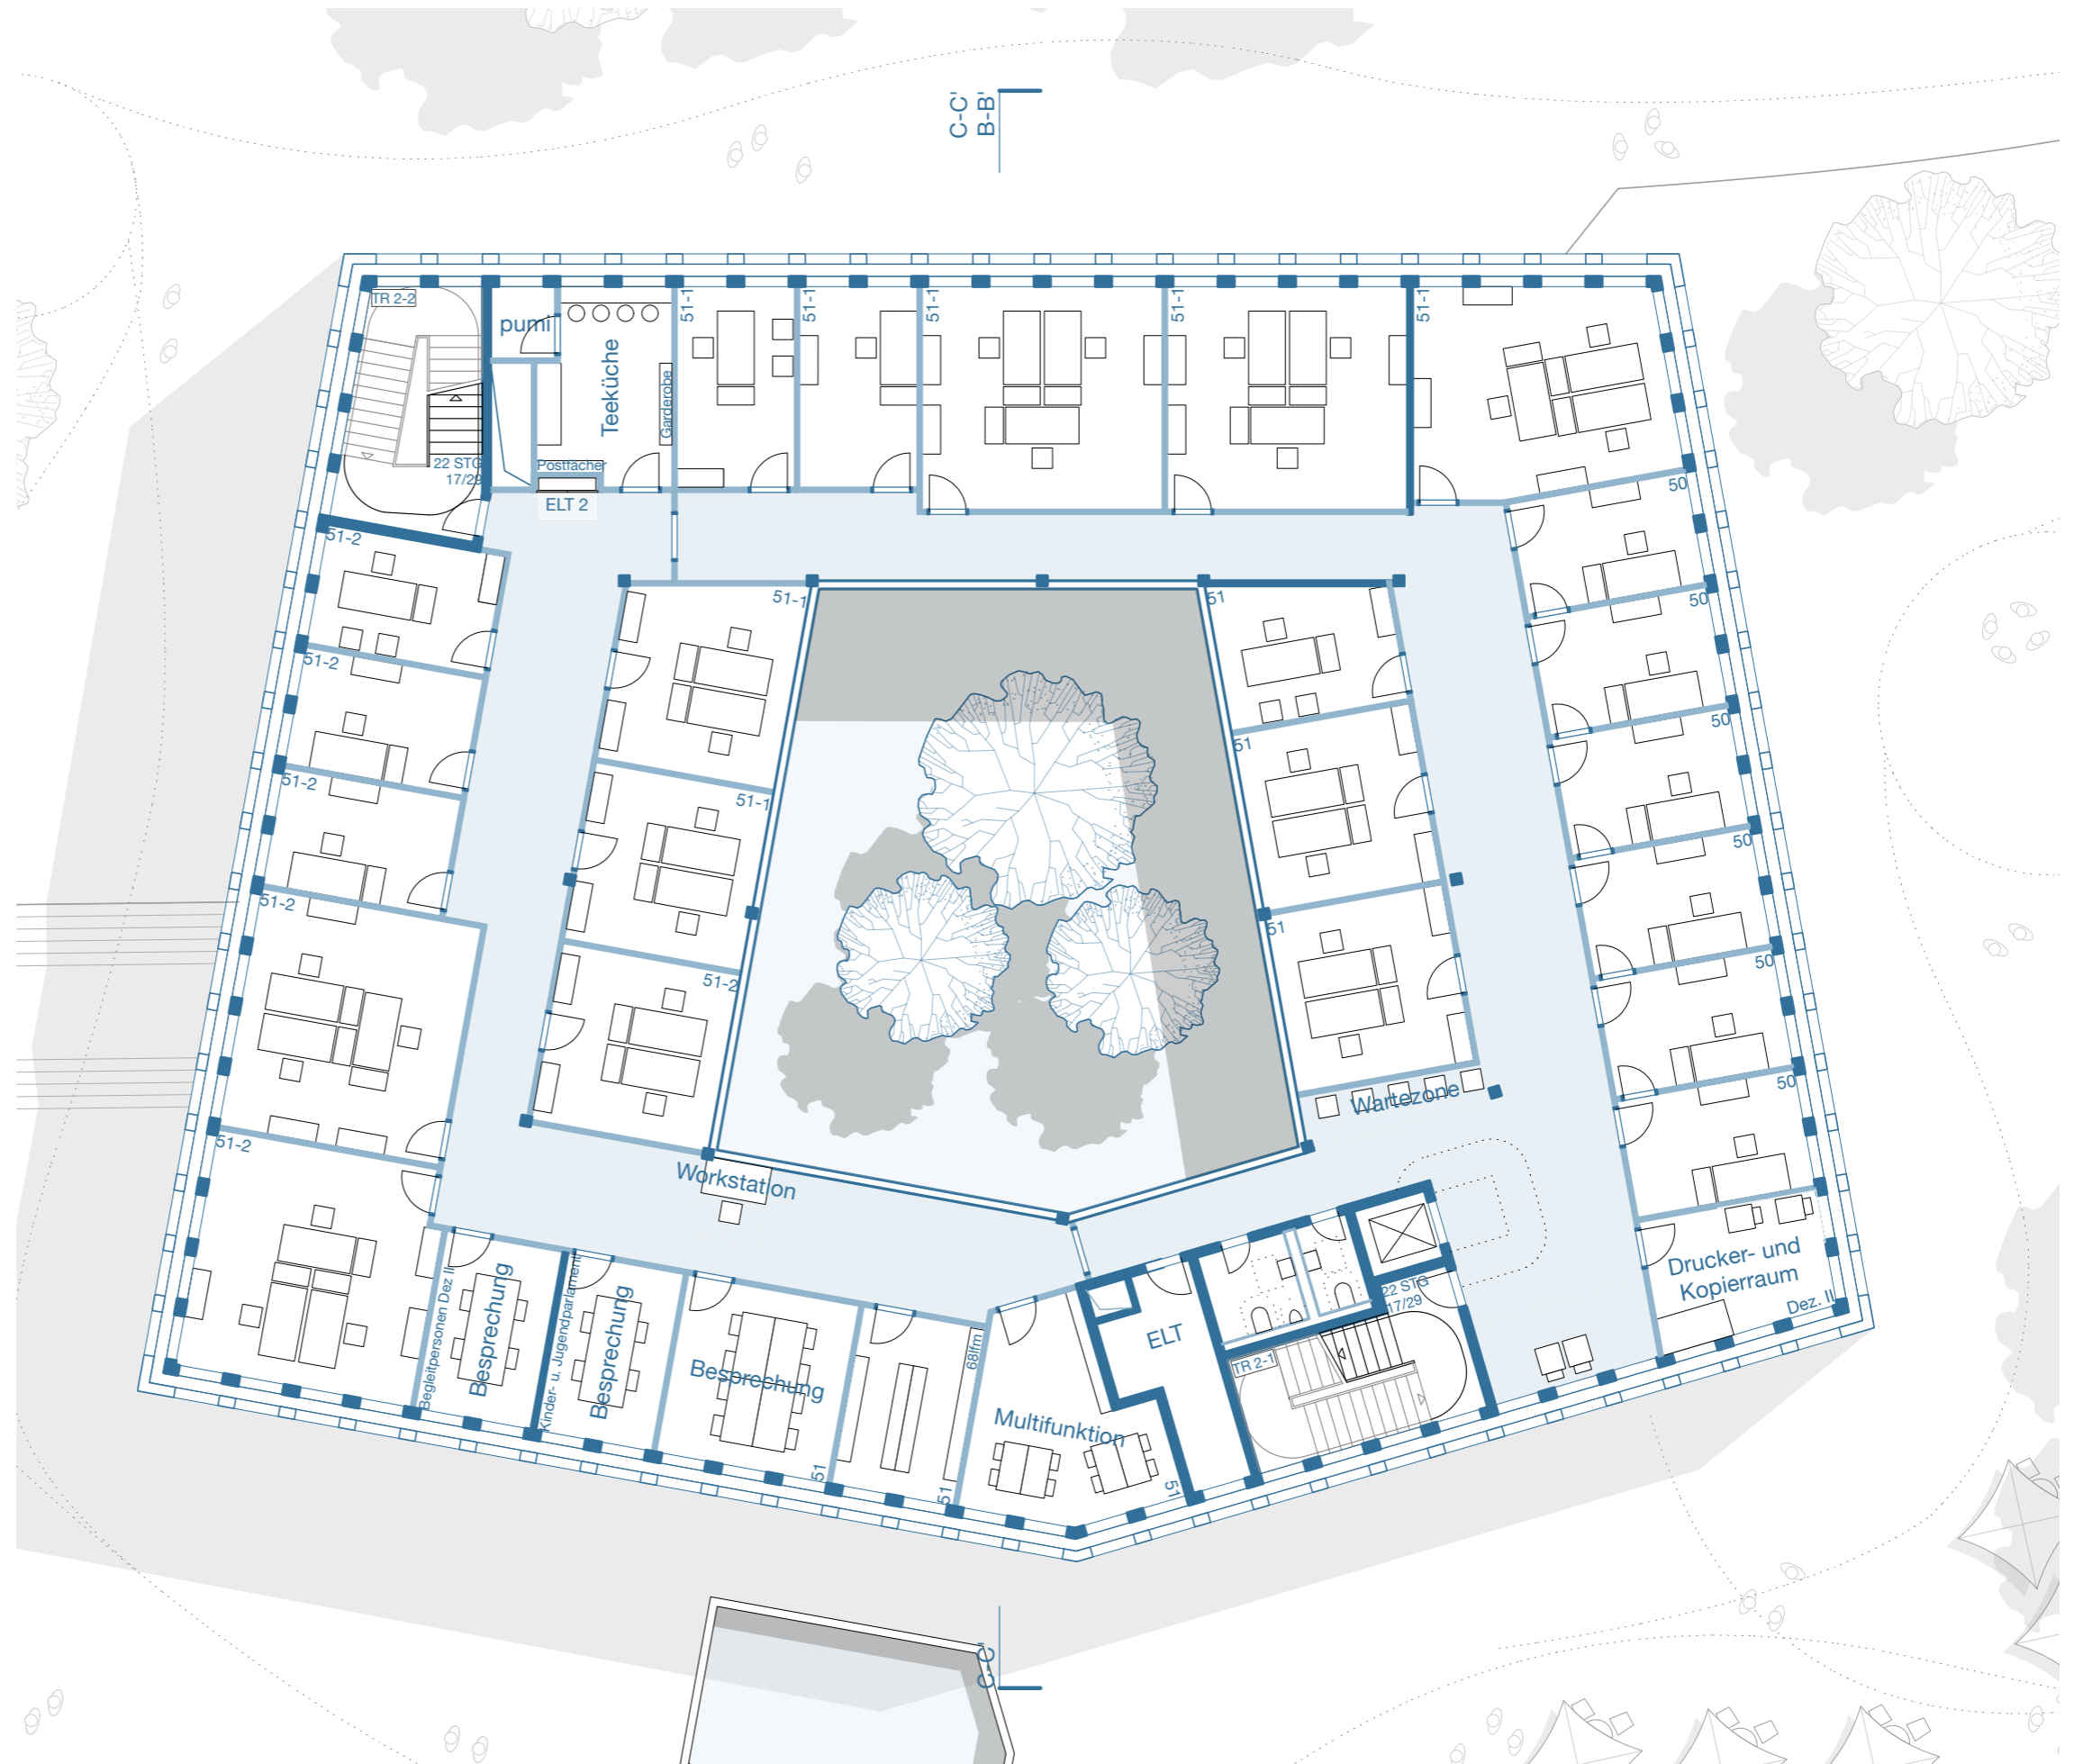 C-C'
B-B'
TR 2-2
pumi
Teeküche
Garderobe
Postfächer
ELT 2
22 STG
17/29
51-1
51-1
51-1
51-1
51-1
50
50
50
50
50
50
51-2
51-2
51-2
51-2
51-2
51-1
51-1
51-2
51
51
51
Wartezone
Workstation
Begleitpersonen Dez II
Besprechung
Kinder- u. Jugendparlament
Besprechung
Besprechung
51
68lfm
51
Multifunktion
51
ELT
TR 2-1
22 STG
17/29
Drucker- und
Kopierraum
Dez. II
C-C'